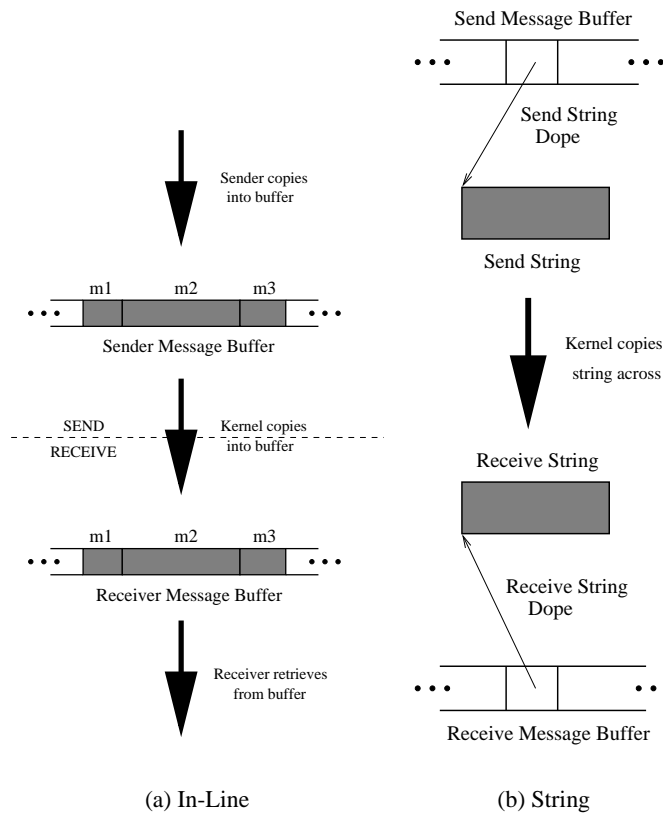 Sender copies
into buffer
m1 m2 m3
Sender Message Buffer
SEND
RECEIVE
Kernel copies
into buffer
m1 m2 m3
Receiver Message Buffer
Receiver retrieves
from buffer
(a) In-Line
Send Message Buffer
Send String
Dope
Send String
Kernel copies
string across
Receive String
Receive String
Dope
Receive Message Buffer
(b) String